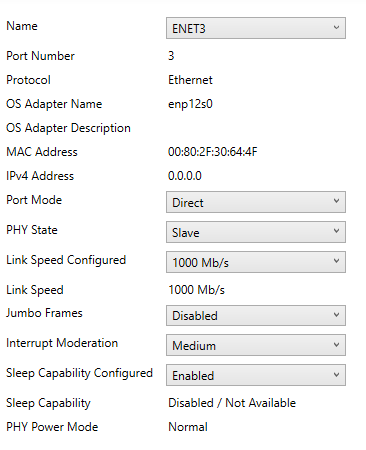 Name ENET3
Port Number 3
Protocol Ethernet
OS Adapter Name enp12s0
OS Adapter Description
MAC Address 00:80:2F:30:64:4F
IPv4 Address 0.0.0.0
Port Mode Direct
PHY State Slave
Link Speed Configured 1000 Mb/s
Link Speed 1000 Mb/s
Jumbo Frames Disabled
Interrupt Moderation Medium
Sleep Capability Configured Enabled
Sleep Capability Disabled / Not Available
PHY Power Mode Normal